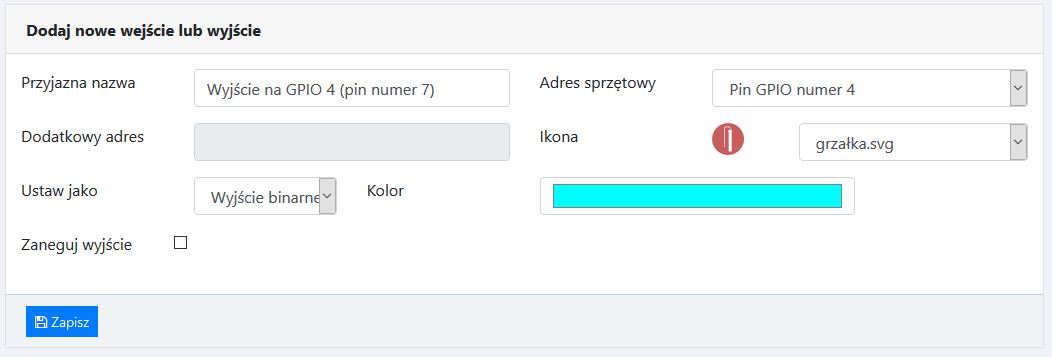 Dodaj nowe wejście lub wyjście
Przyjazna nazwa
Wyjście na GPIO 4 (pin numer 7)
Adres sprzętowy
Pin GPIO numer 4
Dodatkowy adres
Ikona
grzałka.svg
Ustaw jako
Wyjście binarne
Kolor
Zaneguj wyjście
Zapisz